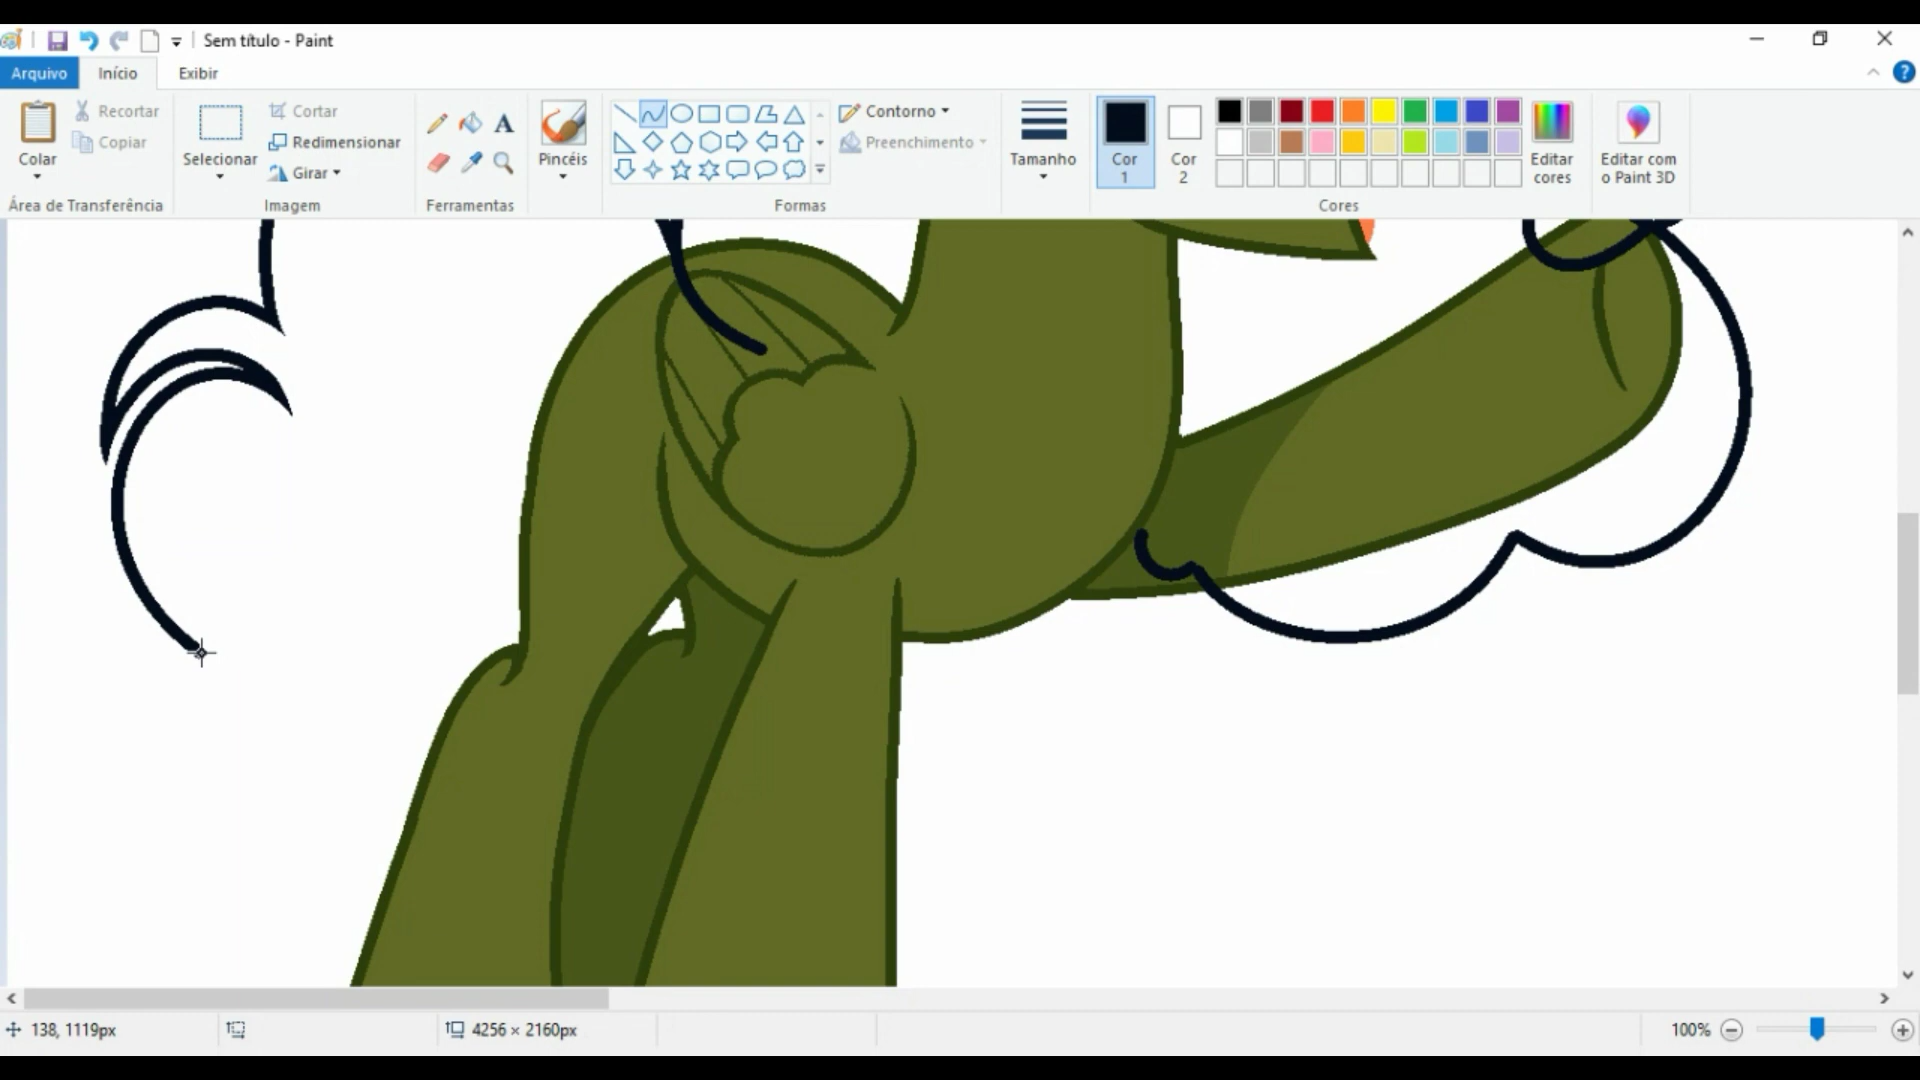 Sem título - Paint
Arquivo Início Exibir
Colar
Recortar
Copiar
Área de Transferência
Selecionar
Cortar
Redimensionar
Girar
Imagem
A
Ferramentas
Pincéis
Formas
Contorno
Preenchimento
Tamanho
Cor
1
Cor
2
Cores
Editar
cores
Editar com
o Paint 3D
?
138, 1119px
4256 × 2160px
100%